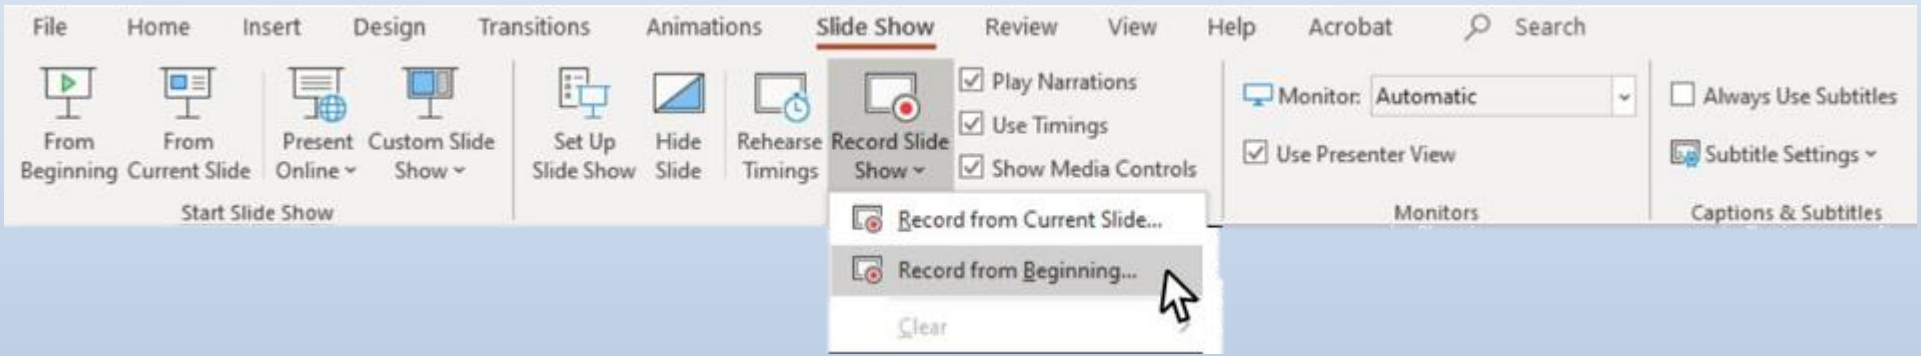 File Home Insert Design Transitions Animations Slide Show Review View Help Acrobat Search
From Beginning
From Current Slide
Present Online
Custom Slide Show
Set Up Slide Show
Hide Slide
Rehearse Timings
Record Slide Show
Play Narrations
Use Timings
Show Media Controls
Monitor: Automatic
Use Presenter View
Always Use Subtitles
Subtitle Settings
Start Slide Show
Monitors
Captions & Subtitles
Record from Current Slide...
Record from Beginning...
Clear